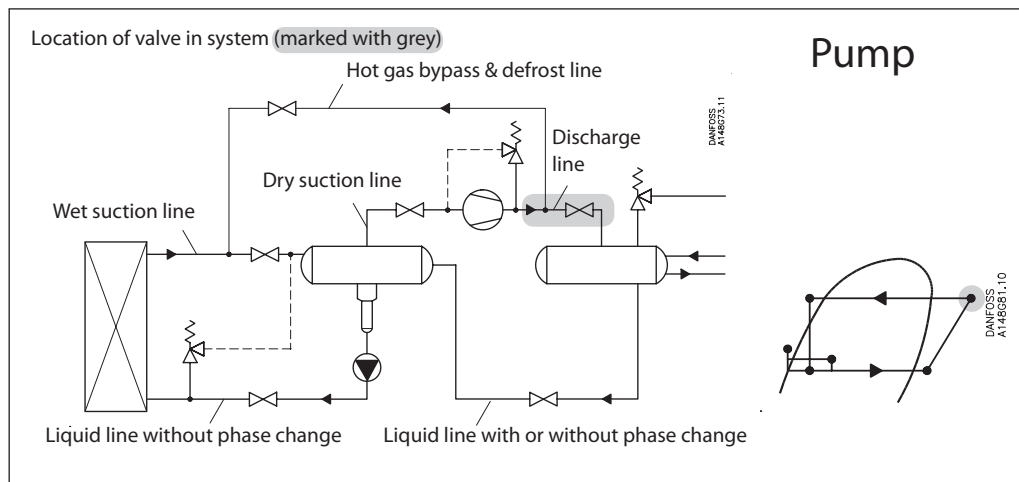 Location of valve in system (marked with grey)
Pump
Hot gas bypass & defrost line
DANFOSS
A148G73.11
Discharge
line
Dry suction line
Wet suction line
DANFOSS
A148G81.10
Liquid line without phase change
Liquid line with or without phase change